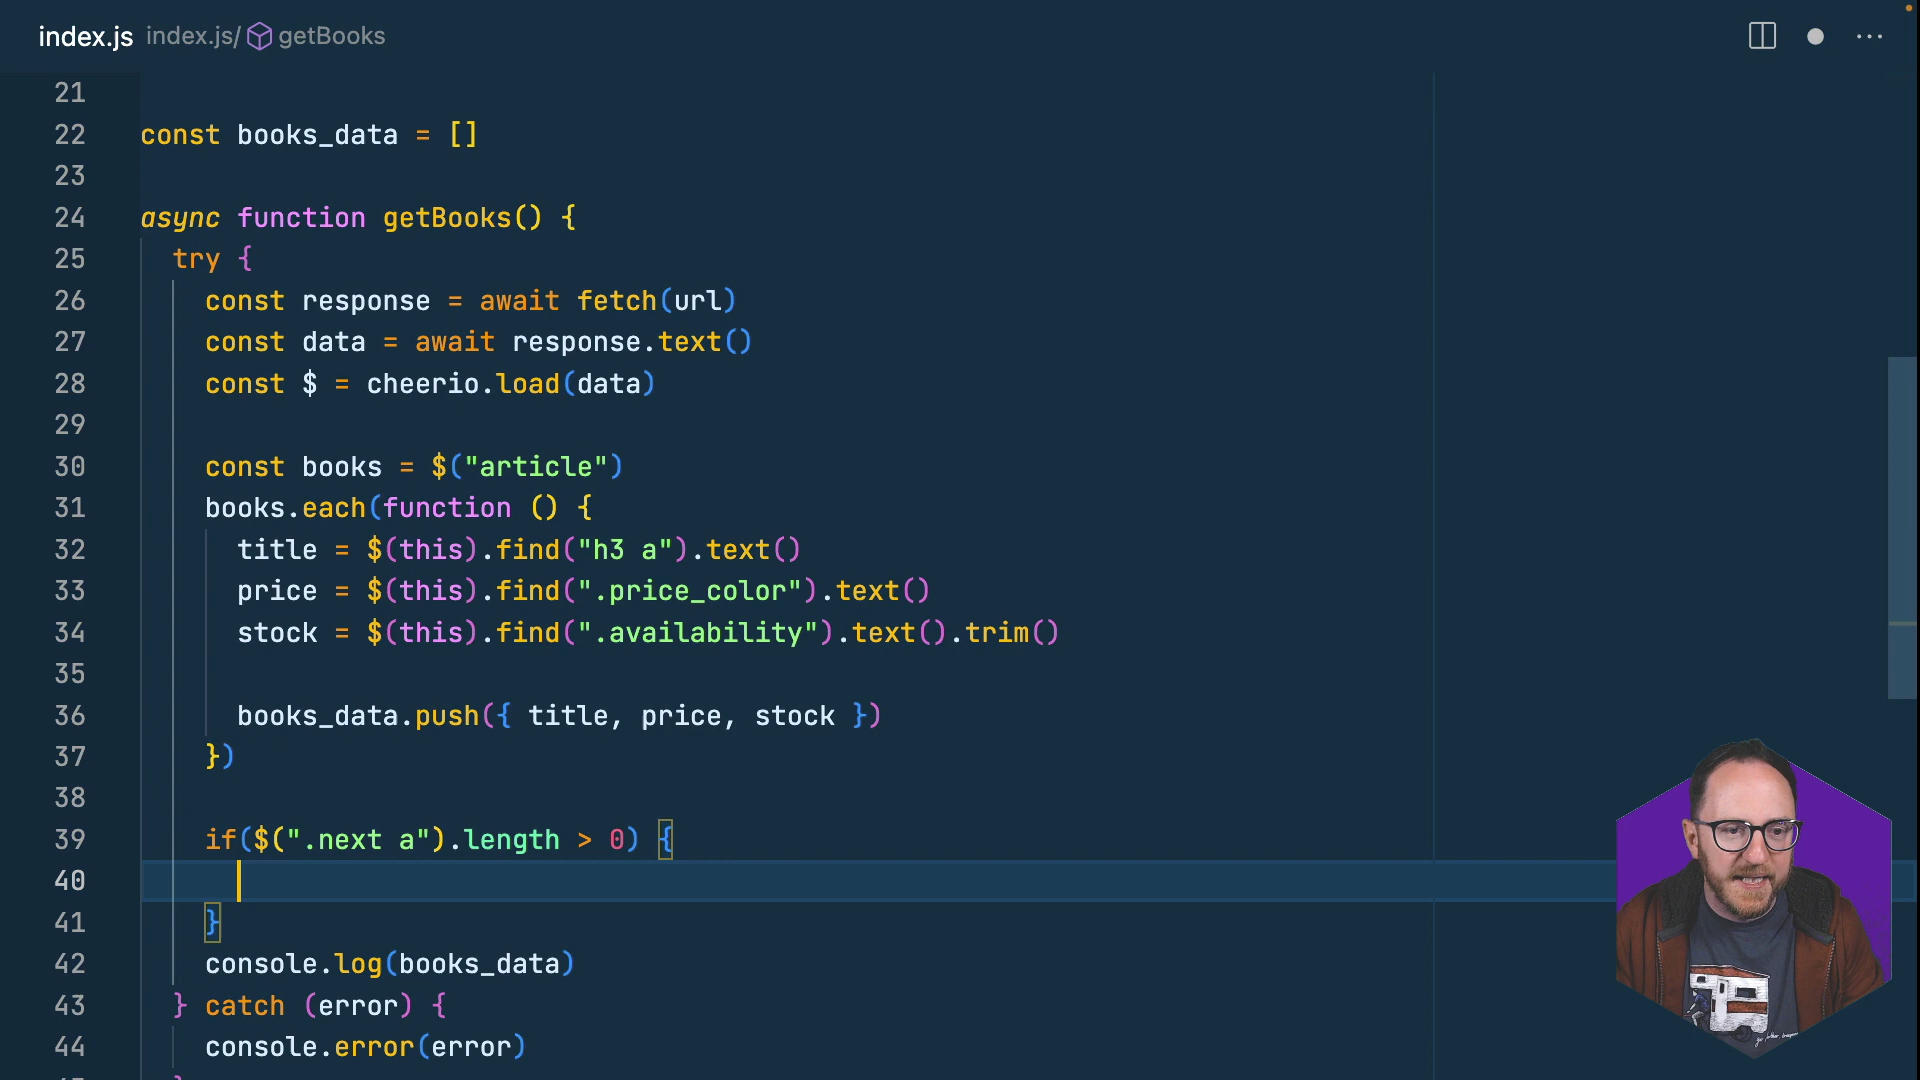 index.js index.js/ getBooks
21
22 const books_data = []
23
24 async function getBooks() {
25 try {
26 const response = await fetch(url)
27 const data = await response.text()
28 const $ = cheerio.load(data)
29
30 const books = $("article")
31 books.each(function () {
32 title = $(this).find("h3 a").text()
33 price = $(this).find(".price_color").text()
34 stock = $(this).find(".availability").text().trim()
35
36 books_data.push({ title, price, stock })
37 })
38
39 if($(".next a").length > 0) {
40
41 }
42 console.log(books_data)
43 } catch (error) {
44 console.error(error)